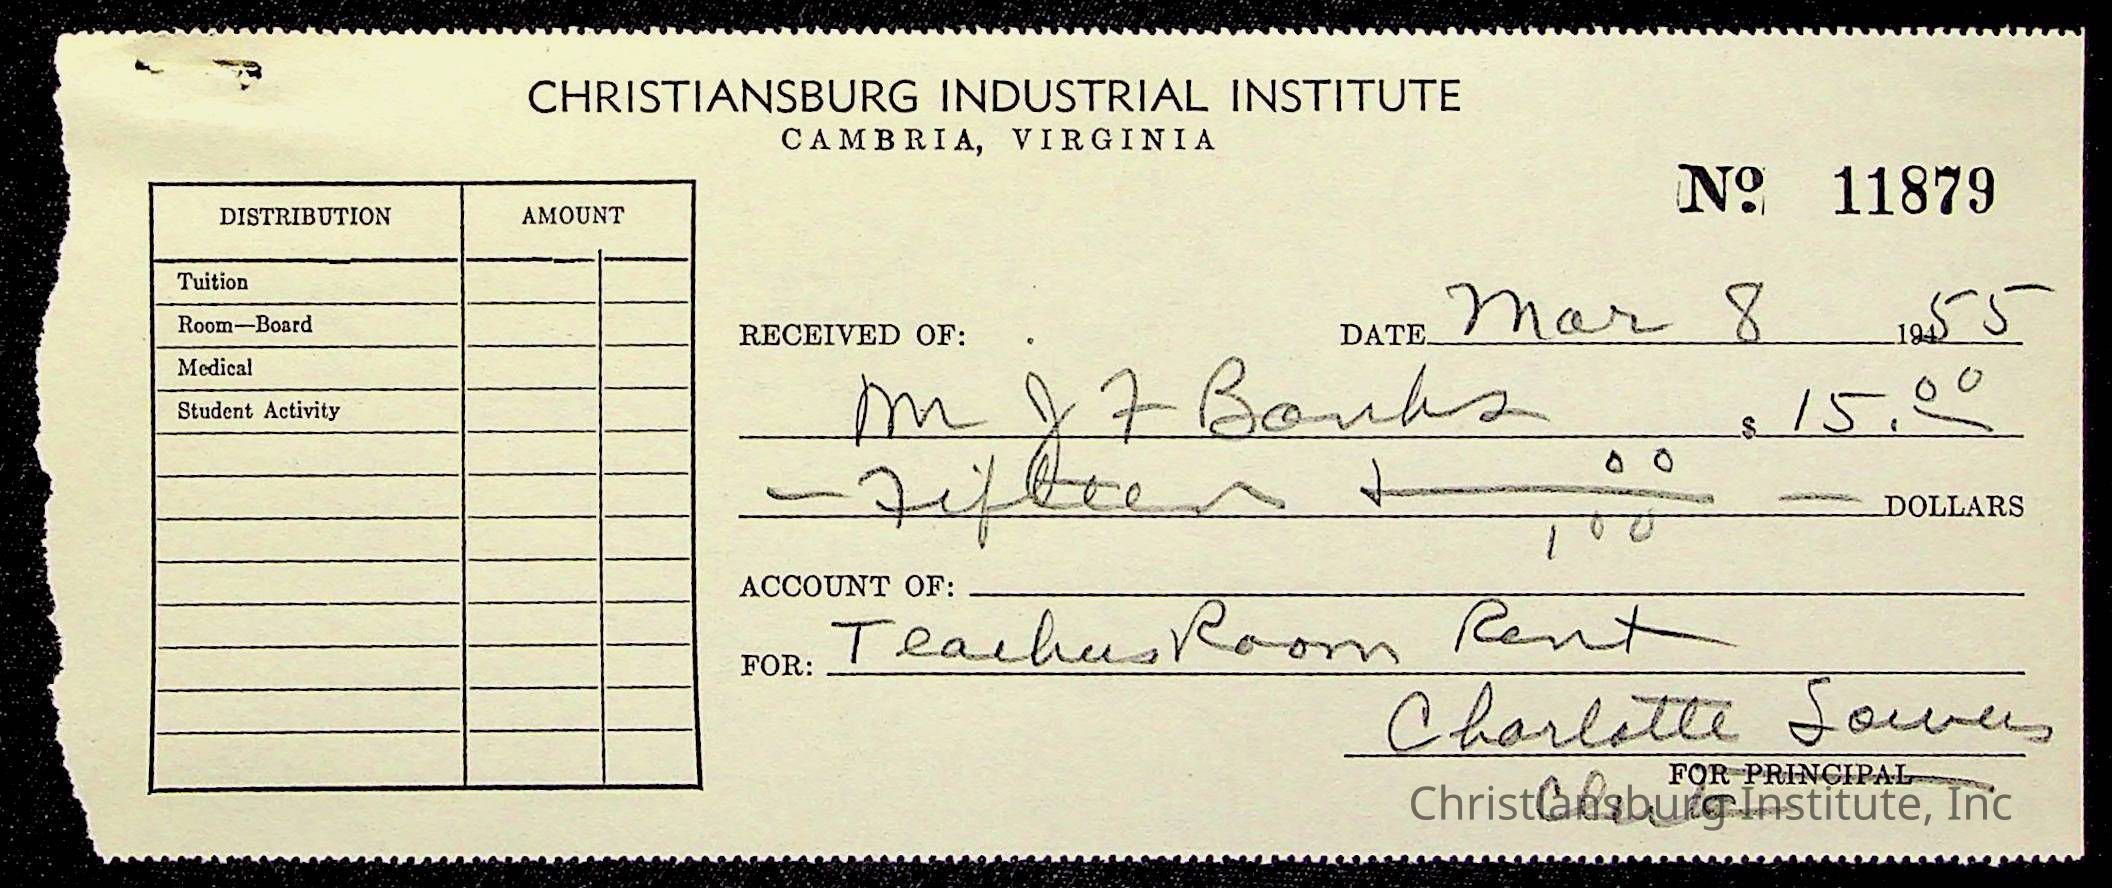 CHRISTIANSBURG INDUSTRIAL INSTITUTE
CAMBRIA, VIRGINIA
No. 11879
DISTRIBUTION AMOUNT
Tuition
Room—Board
Medical
Student Activity
RECEIVED OF: DATE Mar 8 1955
M J F Banks $ 15.00
— Fifteen + 00/100 — DOLLARS
ACCOUNT OF:
FOR: Teachers Room Rent
Charlotte
FOR PRINCIPAL
Christiansburg Institute, Inc